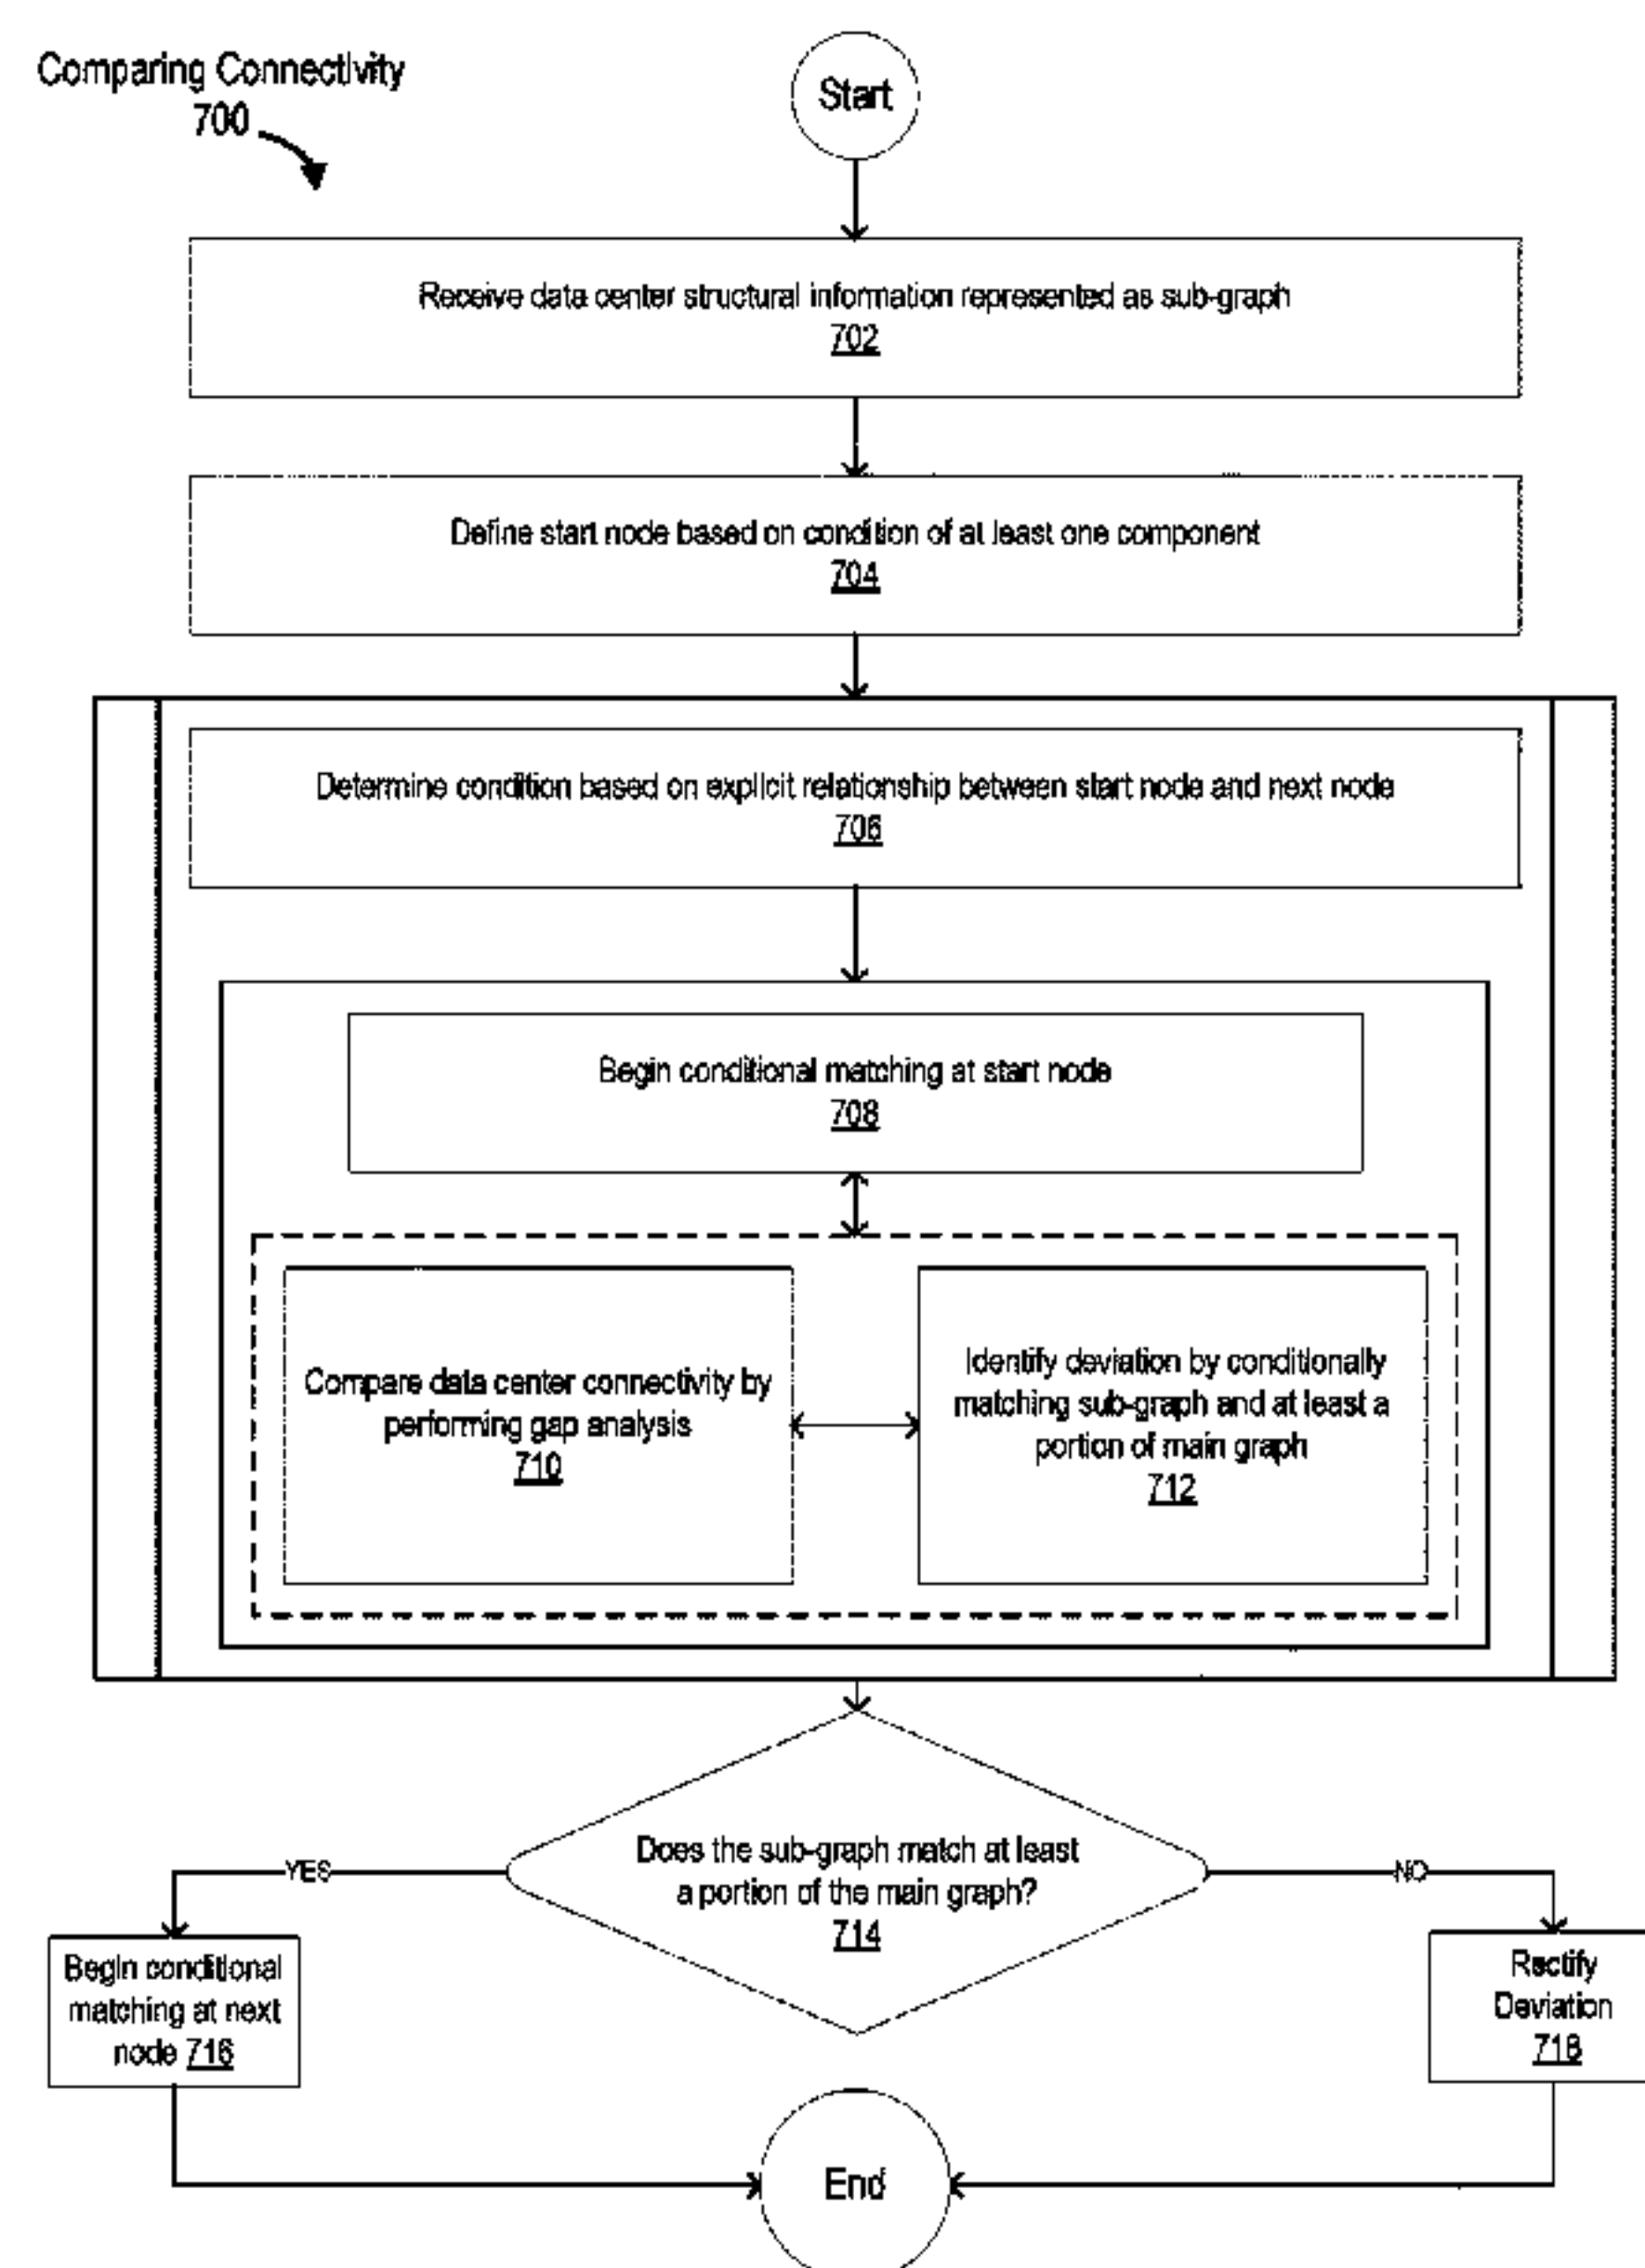 Comparing Connectivity
700
Start
Receive data center structural information represented as sub-graph
702
Define start node based on condition of at least one component
704
Determine condition based on explicit relationship between start node and next node
706
Begin conditional matching at start node
708
Compare data center connectivity by
performing gap analysis
710
Identify deviation by conditionally
matching sub-graph and at least a
portion of main graph
712
Does the sub-graph match at least
a portion of the main graph?
714
YES
NO
Begin conditional
matching at next
node 716
Rectify
Deviation
718
End